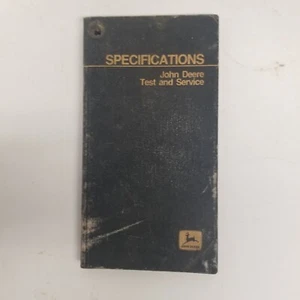 SPECIFICATIONS
John Deere
Test and Service